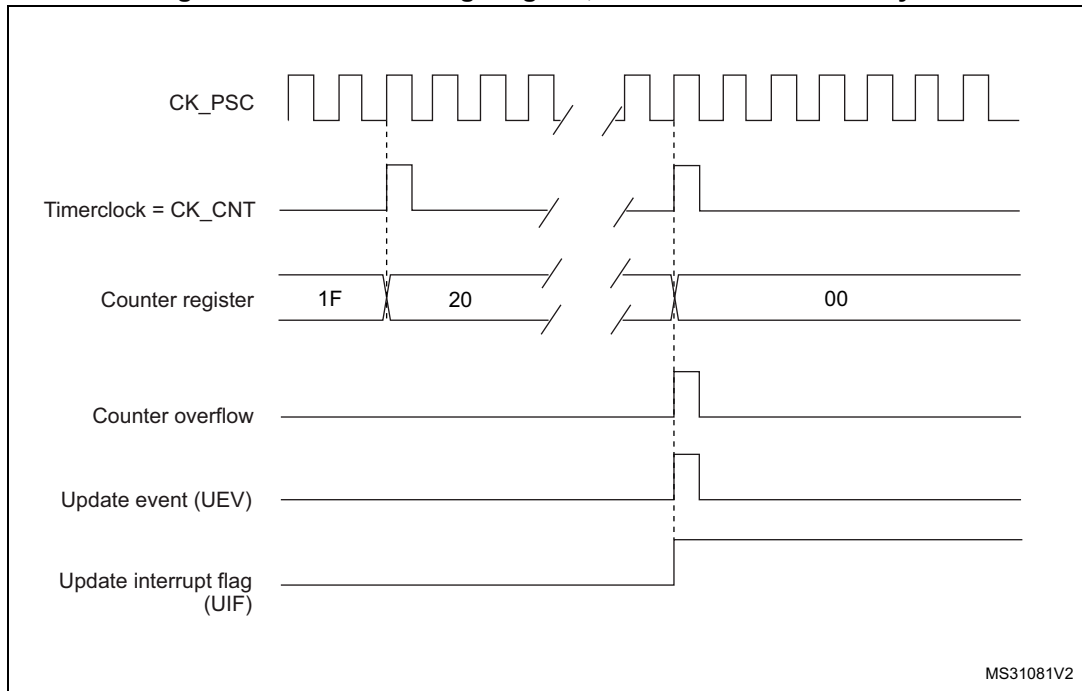 CK_PSC
Timerclock = CK_CNT
Counter register
1F
20
00
Counter overflow
Update event (UEV)
Update interrupt flag
(UIF)
MS31081V2